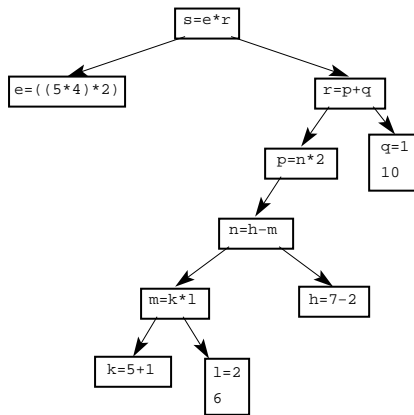 s=e*r
e=((5*4)*2)
r=p+q
p=n*2
q=1
10
n=h-m
m=k*l
h=7-2
k=5+1
l=2
6